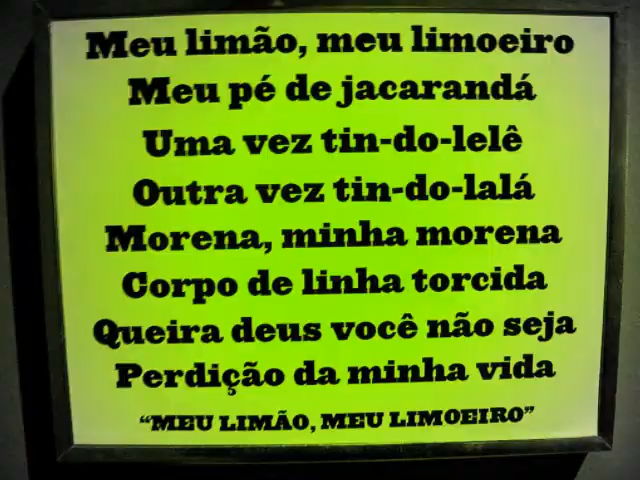 Meu limão, meu limoeiro
Meu pé de jacarandá
Uma vez tin-do-lelê
Outra vez tin-do-lalá
Morena, minha morena
Corpo de linha torcida
Queira deus você não seja
Perdição da minha vida
“MEU LIMÃO, MEU LIMOEIRO”